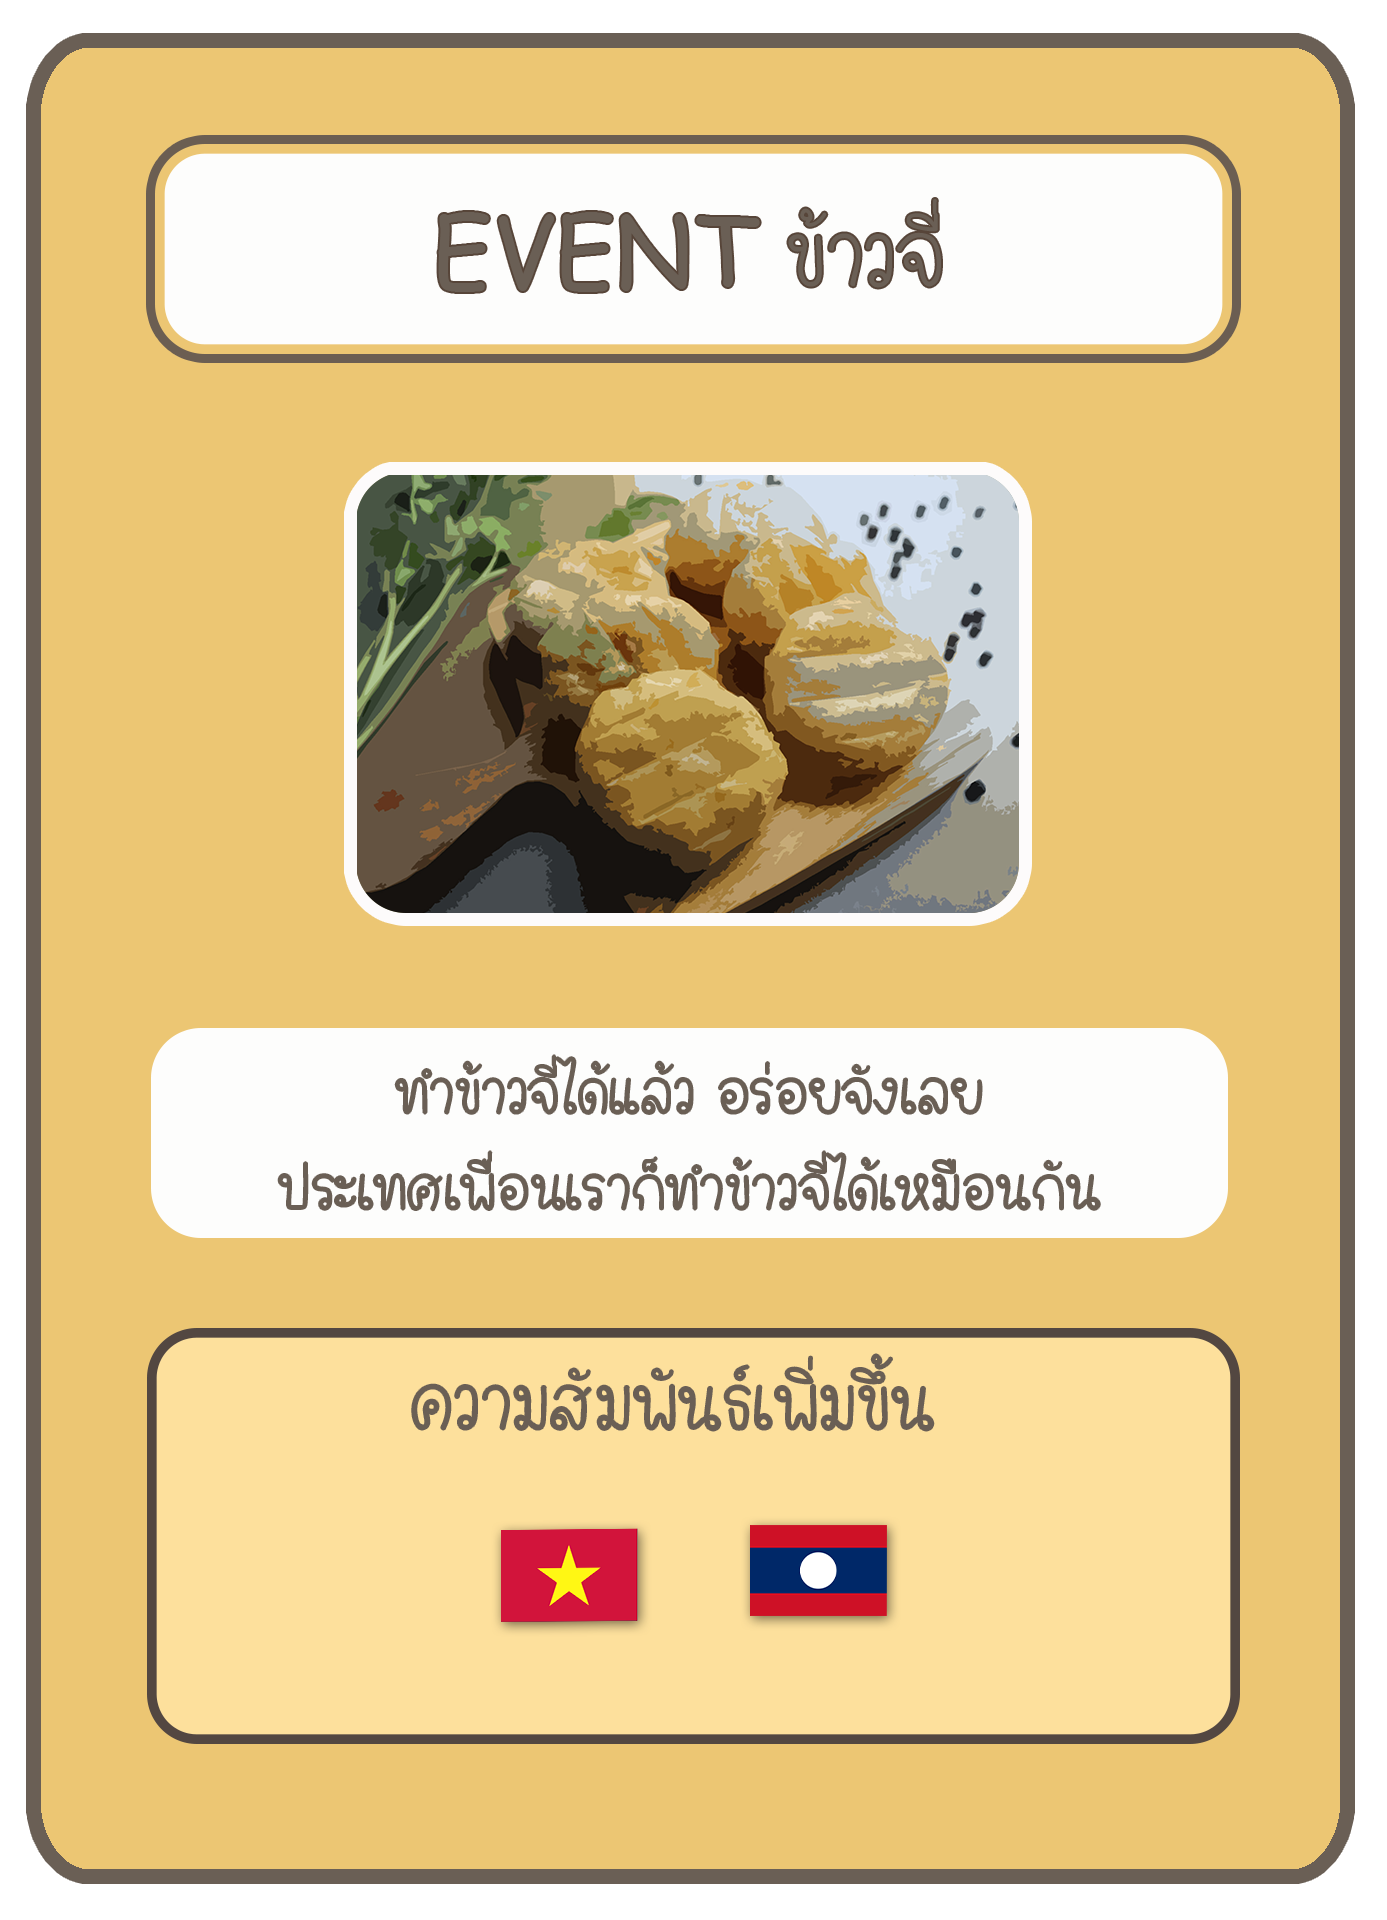 EVENT ข้าวจี่
ทำข้าวจี่ได้แล้ว อร่อยจังเลย
ประเทศเพื่อนเราก็ทำข้าวจี่ได้เหมือนกัน
ความสัมพันธ์เพิ่มขึ้น